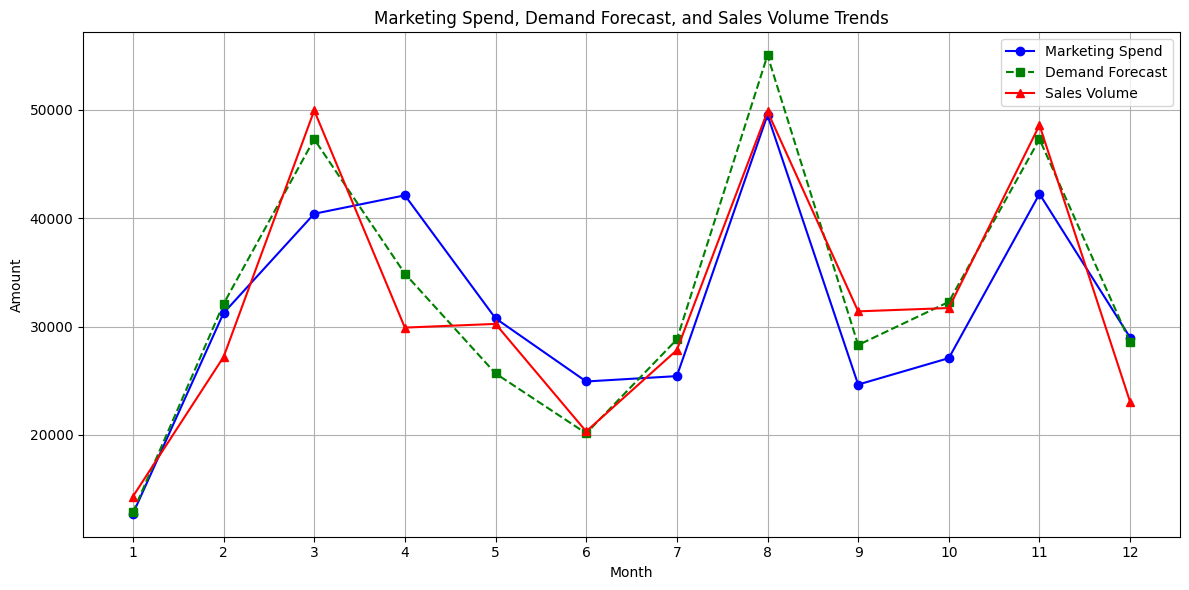 Marketing Spend, Demand Forecast, and Sales Volume Trends
Marketing Spend
Demand Forecast
Sales Volume
50000
40000
30000
20000
Amount
1 2 3 4 5 6 7 8 9 10 11 12
Month